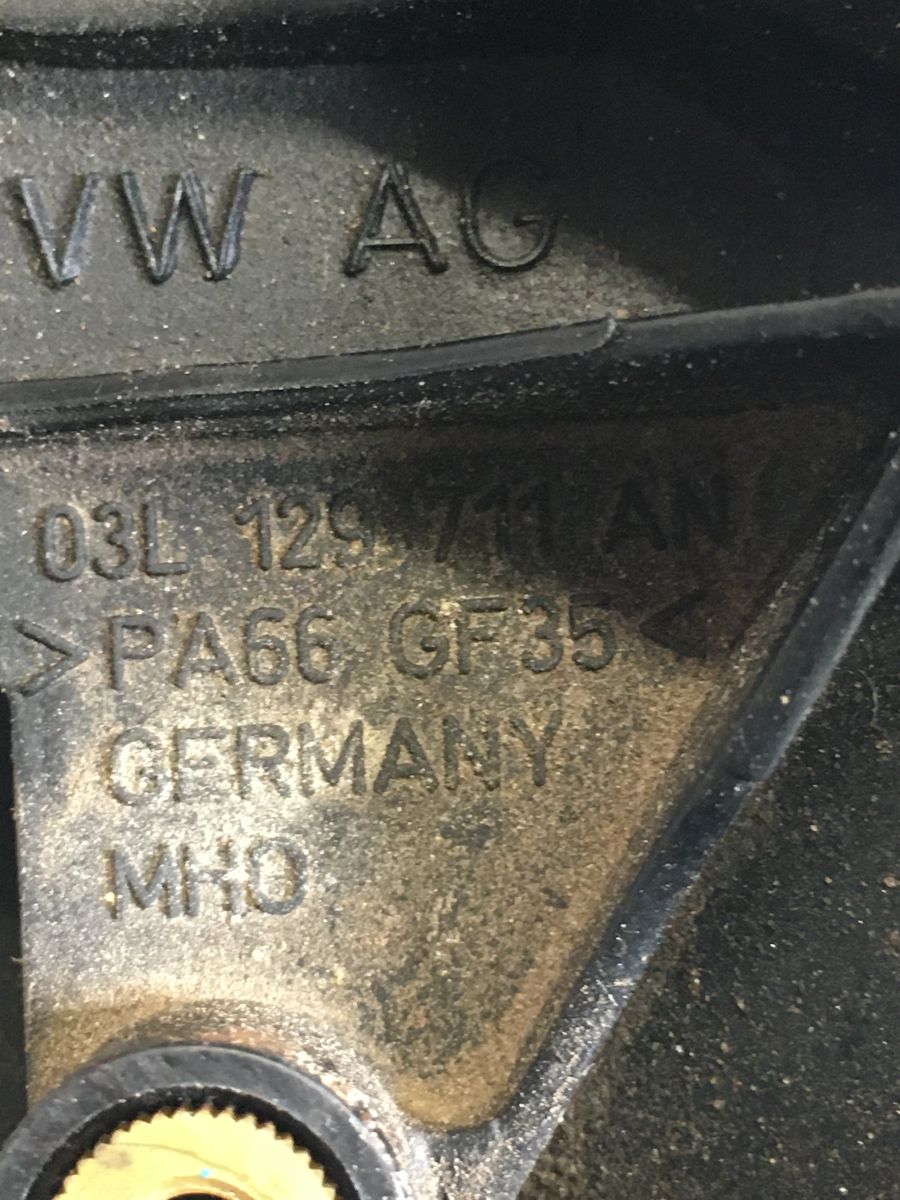 VW AG
03L 129 711 AN
>PA66 GF35<
GERMANY
MHO